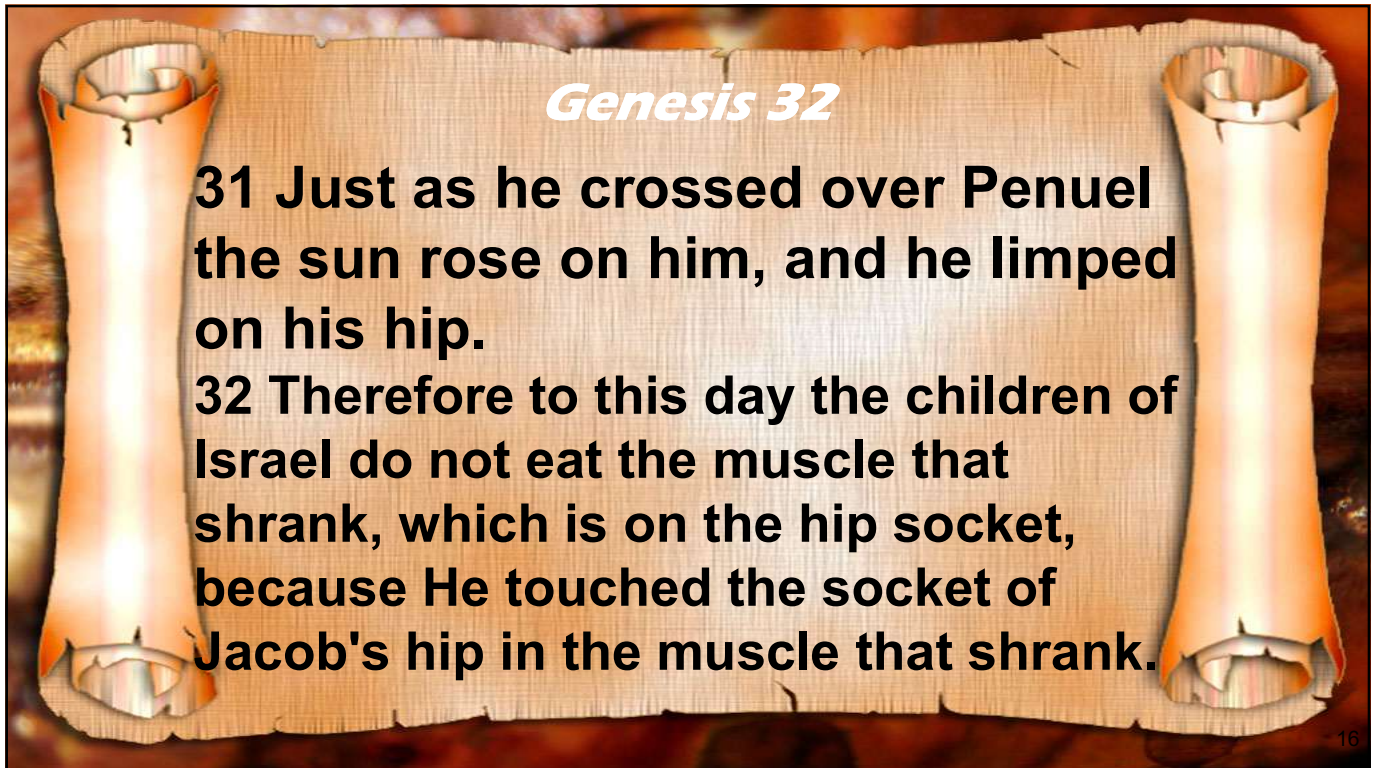 Genesis 32
31 Just as he crossed over Penuel
the sun rose on him, and he limped
on his hip.
32 Therefore to this day the children of
Israel do not eat the muscle that
shrank, which is on the hip socket,
because He touched the socket of
Jacob's hip in the muscle that shrank.
16